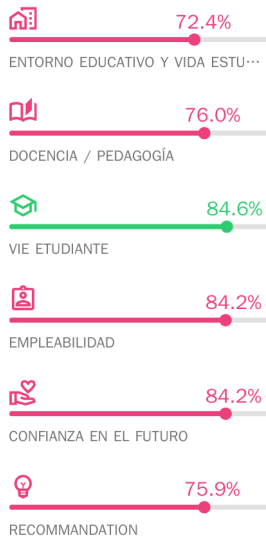 72.4%
ENTORNO EDUCATIVO Y VIDA ESTU…
76.0%
DOCENCIA / PEDAGOGÍA
84.6%
VIE ETUDIANTE
84.2%
EMPLEABILIDAD
84.2%
CONFIANZA EN EL FUTURO
75.9%
RECOMMANDATION